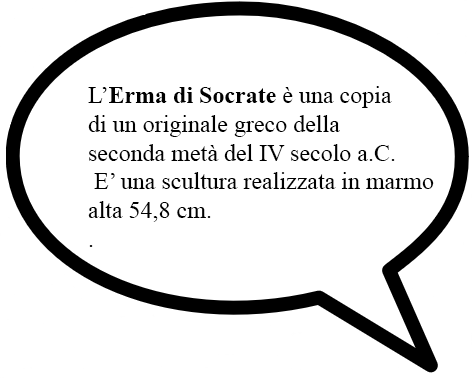 L’Erma di Socrate è una copia
di un originale greco della
seconda metà del IV secolo a.C.
E’ una scultura realizzata in marmo
alta 54,8 cm.
.